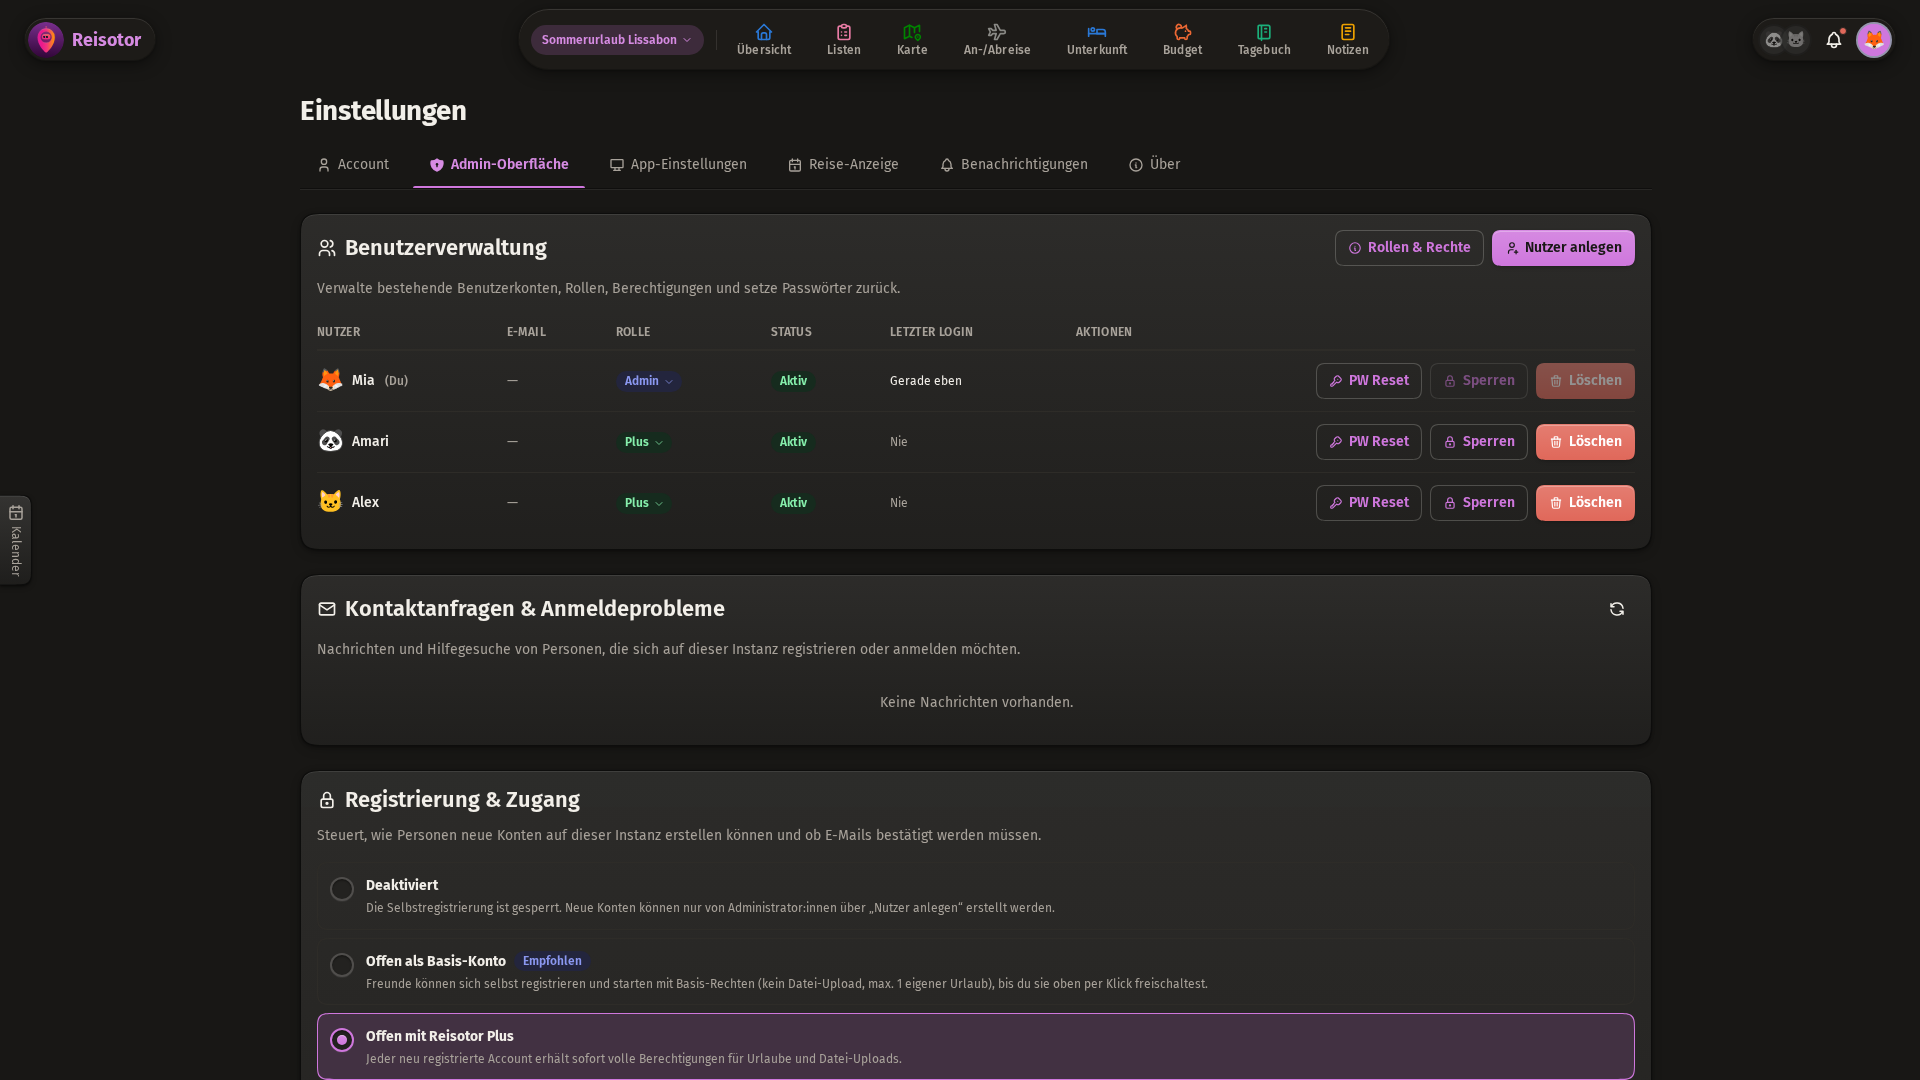 Reisotor
Sommerurlaub Lissabon
Übersicht
Listen
Karte
An-/Abreise
Unterkunft
Budget
Tagebuch
Notizen
Einstellungen
Account
Admin-Oberfläche
App-Einstellungen
Reise-Anzeige
Benachrichtigungen
Über
Benutzerverwaltung
Rollen & Rechte
Nutzer anlegen
Verwalte bestehende Benutzerkonten, Rollen, Berechtigungen und setze Passwörter zurück.
NUTZER E-MAIL ROLLE STATUS LETZTER LOGIN AKTIONEN
Mia (Du) — Admin Aktiv Gerade eben PW Reset Sperren Löschen
Amari — Plus Aktiv Nie PW Reset Sperren Löschen
Alex — Plus Aktiv Nie PW Reset Sperren Löschen
Kalender
Kontaktanfragen & Anmeldeprobleme
Nachrichten und Hilfegesuche von Personen, die sich auf dieser Instanz registrieren oder anmelden möchten.
Keine Nachrichten vorhanden.
Registrierung & Zugang
Steuert, wie Personen neue Konten auf dieser Instanz erstellen können und ob E-Mails bestätigt werden müssen.
Deaktiviert
Die Selbstregistrierung ist gesperrt. Neue Konten können nur von Administrator:innen über „Nutzer anlegen“ erstellt werden.
Offen als Basis-Konto Empfohlen
Freunde können sich selbst registrieren und starten mit Basis-Rechten (kein Datei-Upload, max. 1 eigener Urlaub), bis du sie oben per Klick freischaltest.
Offen mit Reisotor Plus
Jeder neu registrierte Account erhält sofort volle Berechtigungen für Urlaube und Datei-Uploads.